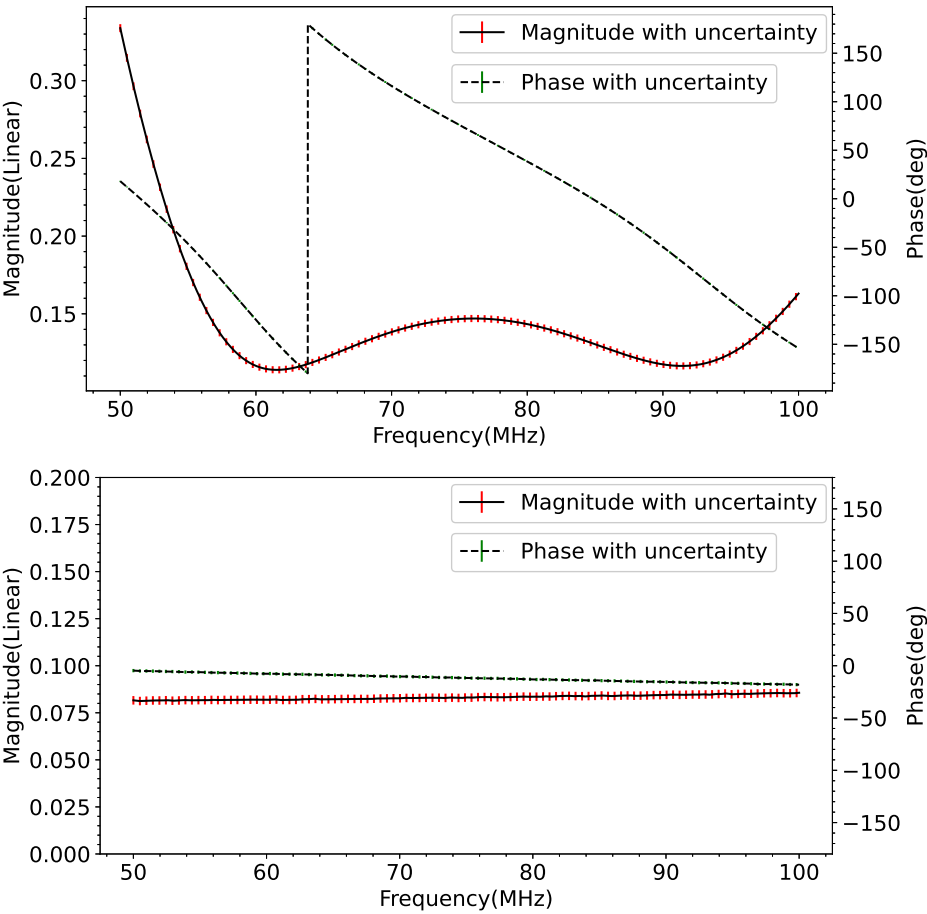 Magnitude with uncertainty
Phase with uncertainty
0.30
0.25
0.20
0.15
Magnitude(Linear)
150
100
50
0
−50
−100
−150
Phase(deg)
50 60 70 80 90 100
Frequency(MHz)
Magnitude with uncertainty
Phase with uncertainty
0.200
0.175
0.150
0.125
0.100
0.075
0.050
0.025
0.000
Magnitude(Linear)
150
100
50
0
−50
−100
−150
Phase(deg)
50 60 70 80 90 100
Frequency(MHz)